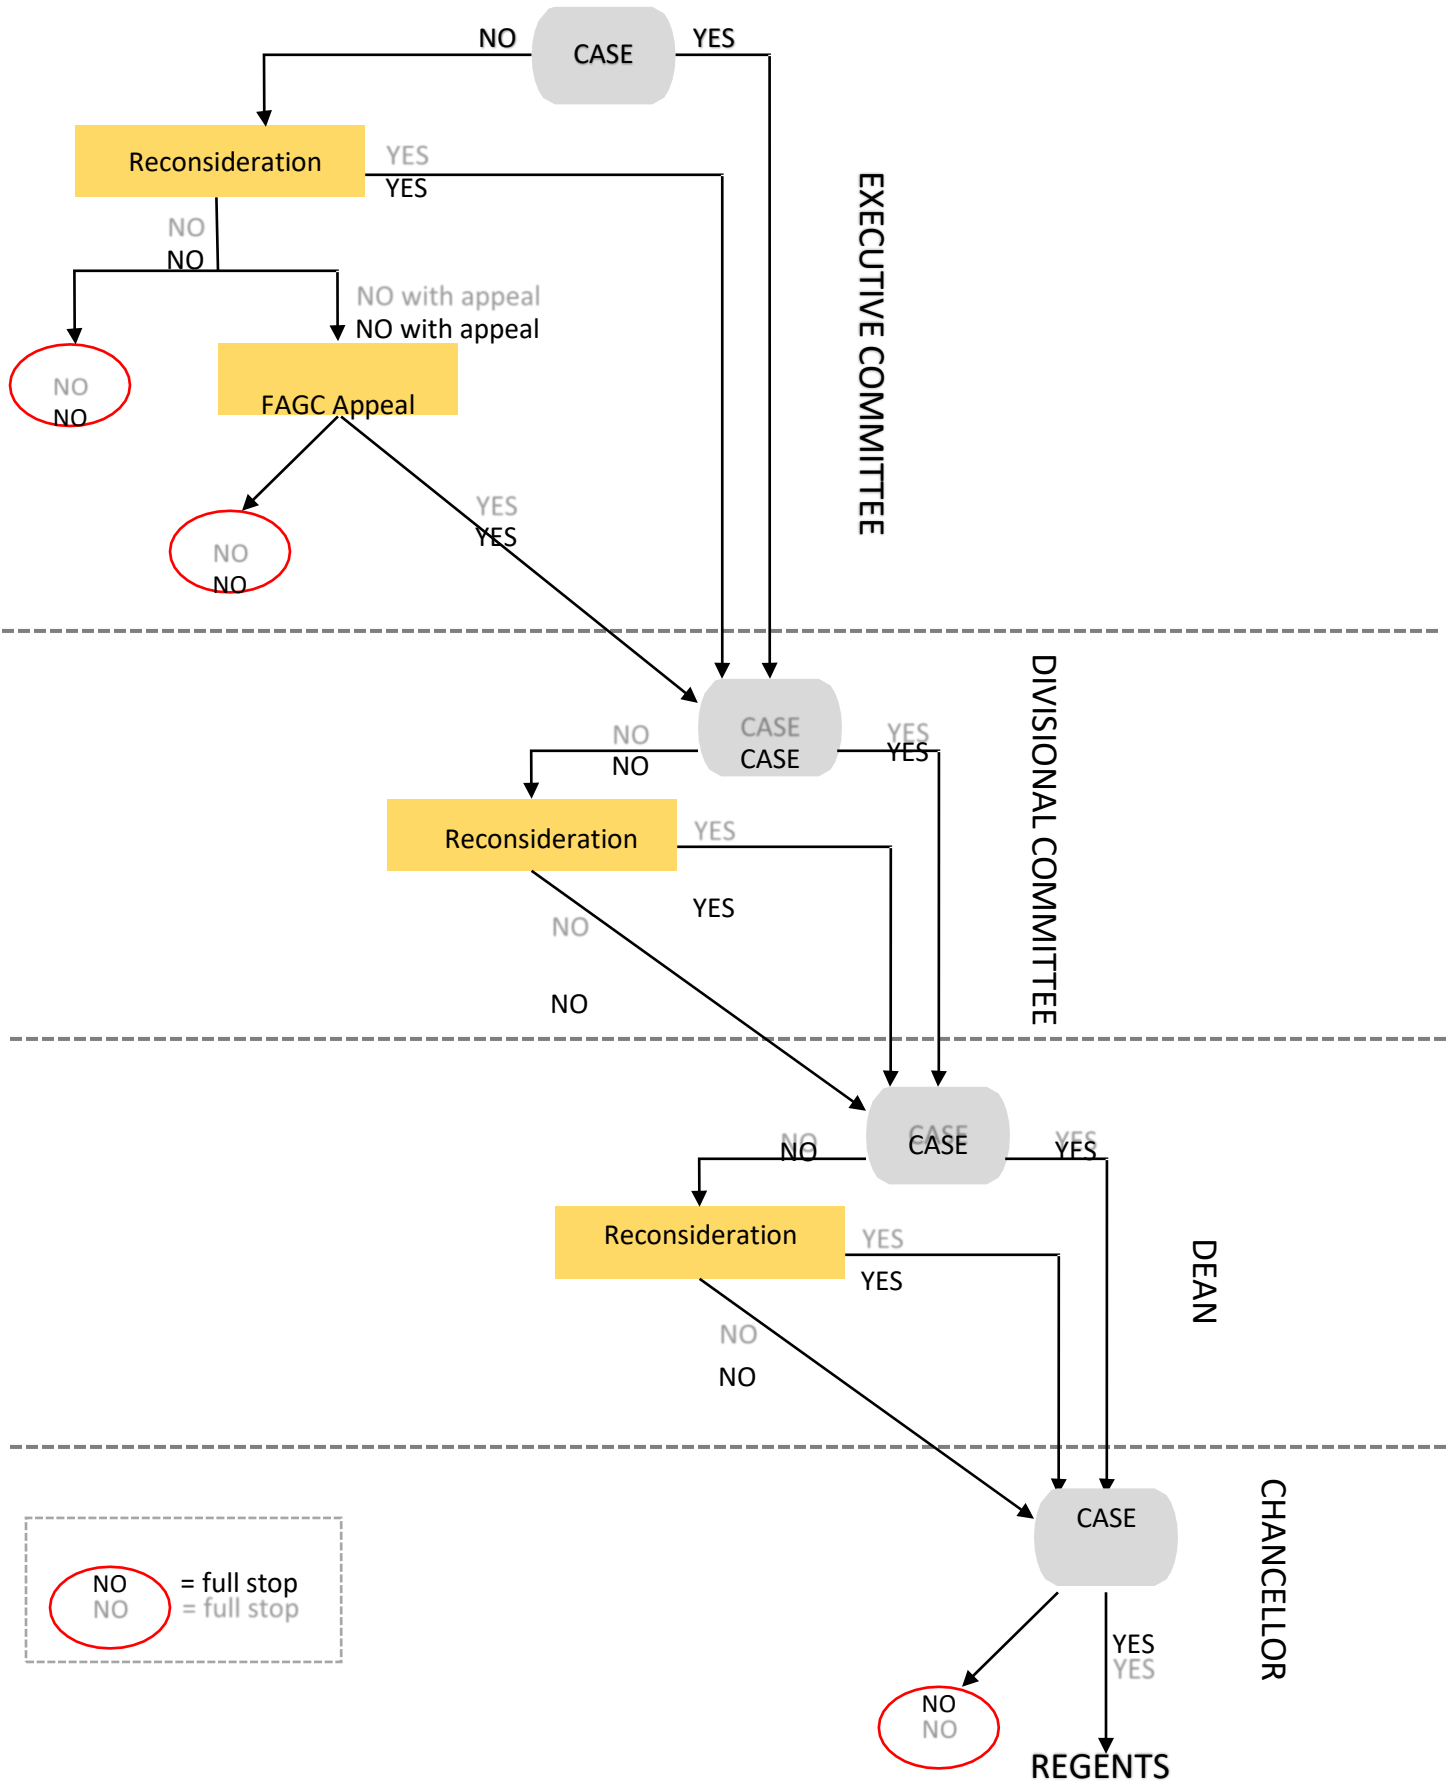 NO
CASE
YES
Reconsideration
YES
YES
NO
NO
NO with appeal
NO with appeal
NO
NO
FAGC Appeal
YES
YES
NO
NO
EXECUTIVE COMMITTEE
CASE
CASE
NO
NO
YES
YES
Reconsideration
YES
YES
NO
NO
DIVISIONAL COMMITTEE
CASE
CASE
NO
NO
YES
YES
Reconsideration
YES
YES
NO
NO
DEAN
CASE
CHANCELLOR
NO = full stop
NO = full stop
YES
YES
NO
NO
REGENTS